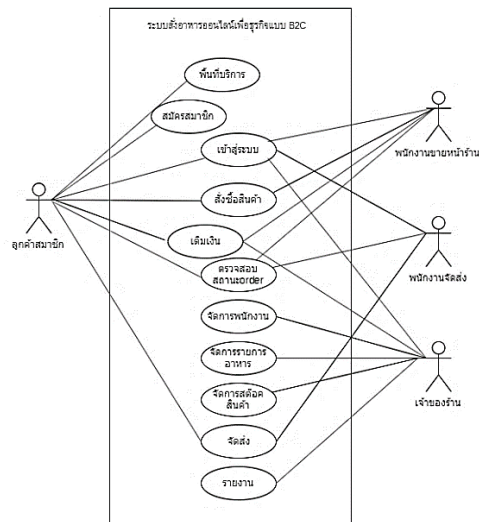 ระบบสั่งอาหารออนไลน์เพื่อธุรกิจแบบ B2C
พื้นที่บริการ
สมัครสมาชิก
เข้าสู่ระบบ
พนักงานขายหน้าร้าน
สั่งซื้อสินค้า
ลูกค้าสมาชิก
เติมเงิน
ตรวจสอบ
สถานะorder
พนักงานจัดส่ง
จัดการพนักงาน
จัดการรายการ
อาหาร
จัดการสต๊อค
สินค้า
เจ้าของร้าน
จัดส่ง
รายงาน